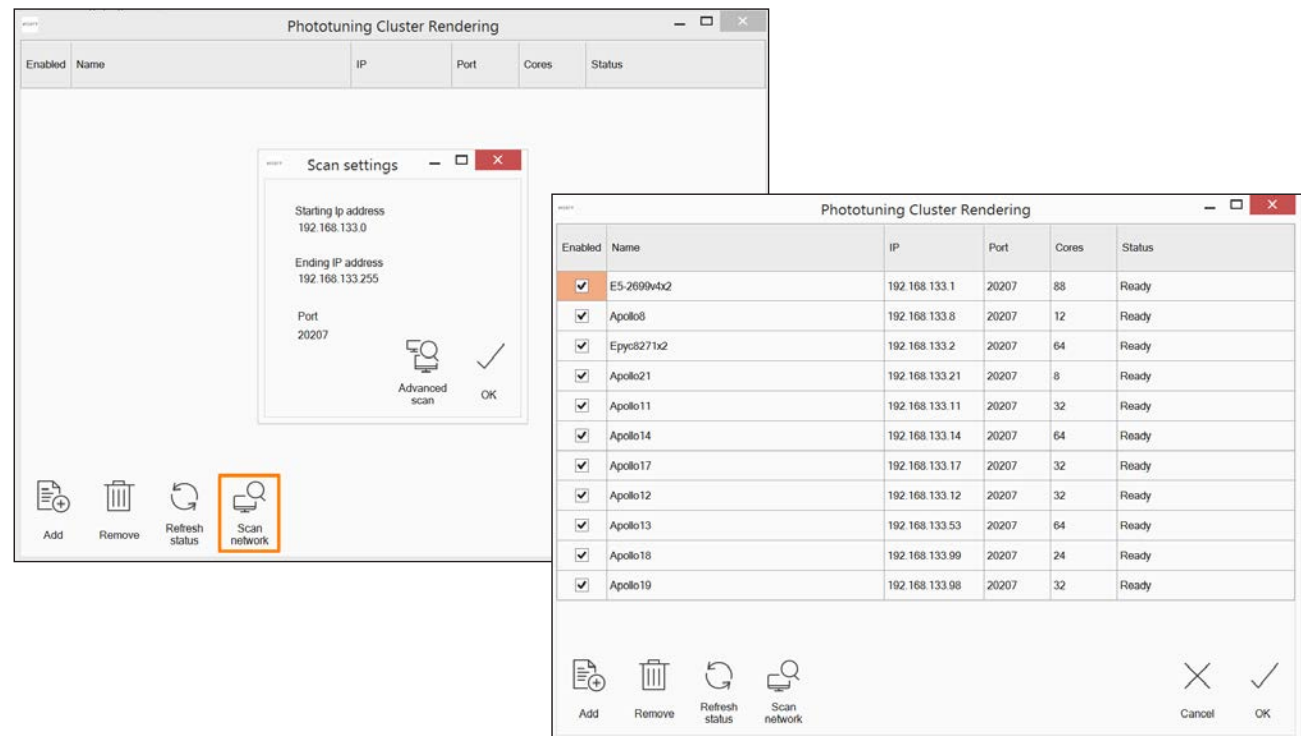 Phototuning Cluster Rendering
Enabled Name IP Port Cores Status
Scan settings
Starting Ip address
192.168.133.0
Ending IP address
192.168.133.255
Port
20207
Advanced
scan
OK
Add
Remove
Refresh
status
Scan
network
Phototuning Cluster Rendering
Enabled Name IP Port Cores Status
E5-2699v4x2 192.168.133.1 20207 88 Ready
Apollo8 192.168.133.8 20207 12 Ready
Epyc8271x2 192.168.133.2 20207 64 Ready
Apollo21 192.168.133.21 20207 8 Ready
Apollo11 192.168.133.11 20207 32 Ready
Apollo14 192.168.133.14 20207 64 Ready
Apollo17 192.168.133.17 20207 32 Ready
Apollo12 192.168.133.12 20207 32 Ready
Apollo13 192.168.133.53 20207 64 Ready
Apollo18 192.168.133.99 20207 24 Ready
Apollo19 192.168.133.98 20207 32 Ready
Add
Remove
Refresh
status
Scan
network
Cancel
OK